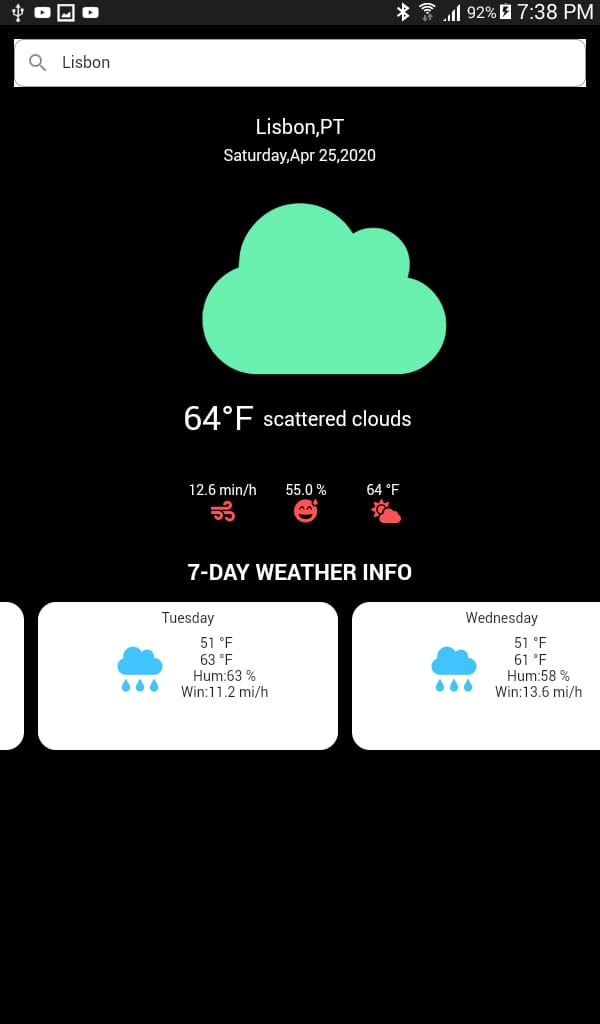 92% 7:38 PM
Lisbon
Lisbon,PT
Saturday,Apr 25,2020
64°F scattered clouds
12.6 min/h 55.0 % 64 °F
7-DAY WEATHER INFO
Tuesday
51 °F
63 °F
Hum:63 %
Win:11.2 mi/h
Wednesday
51 °F
61 °F
Hum:58 %
Win:13.6 mi/h